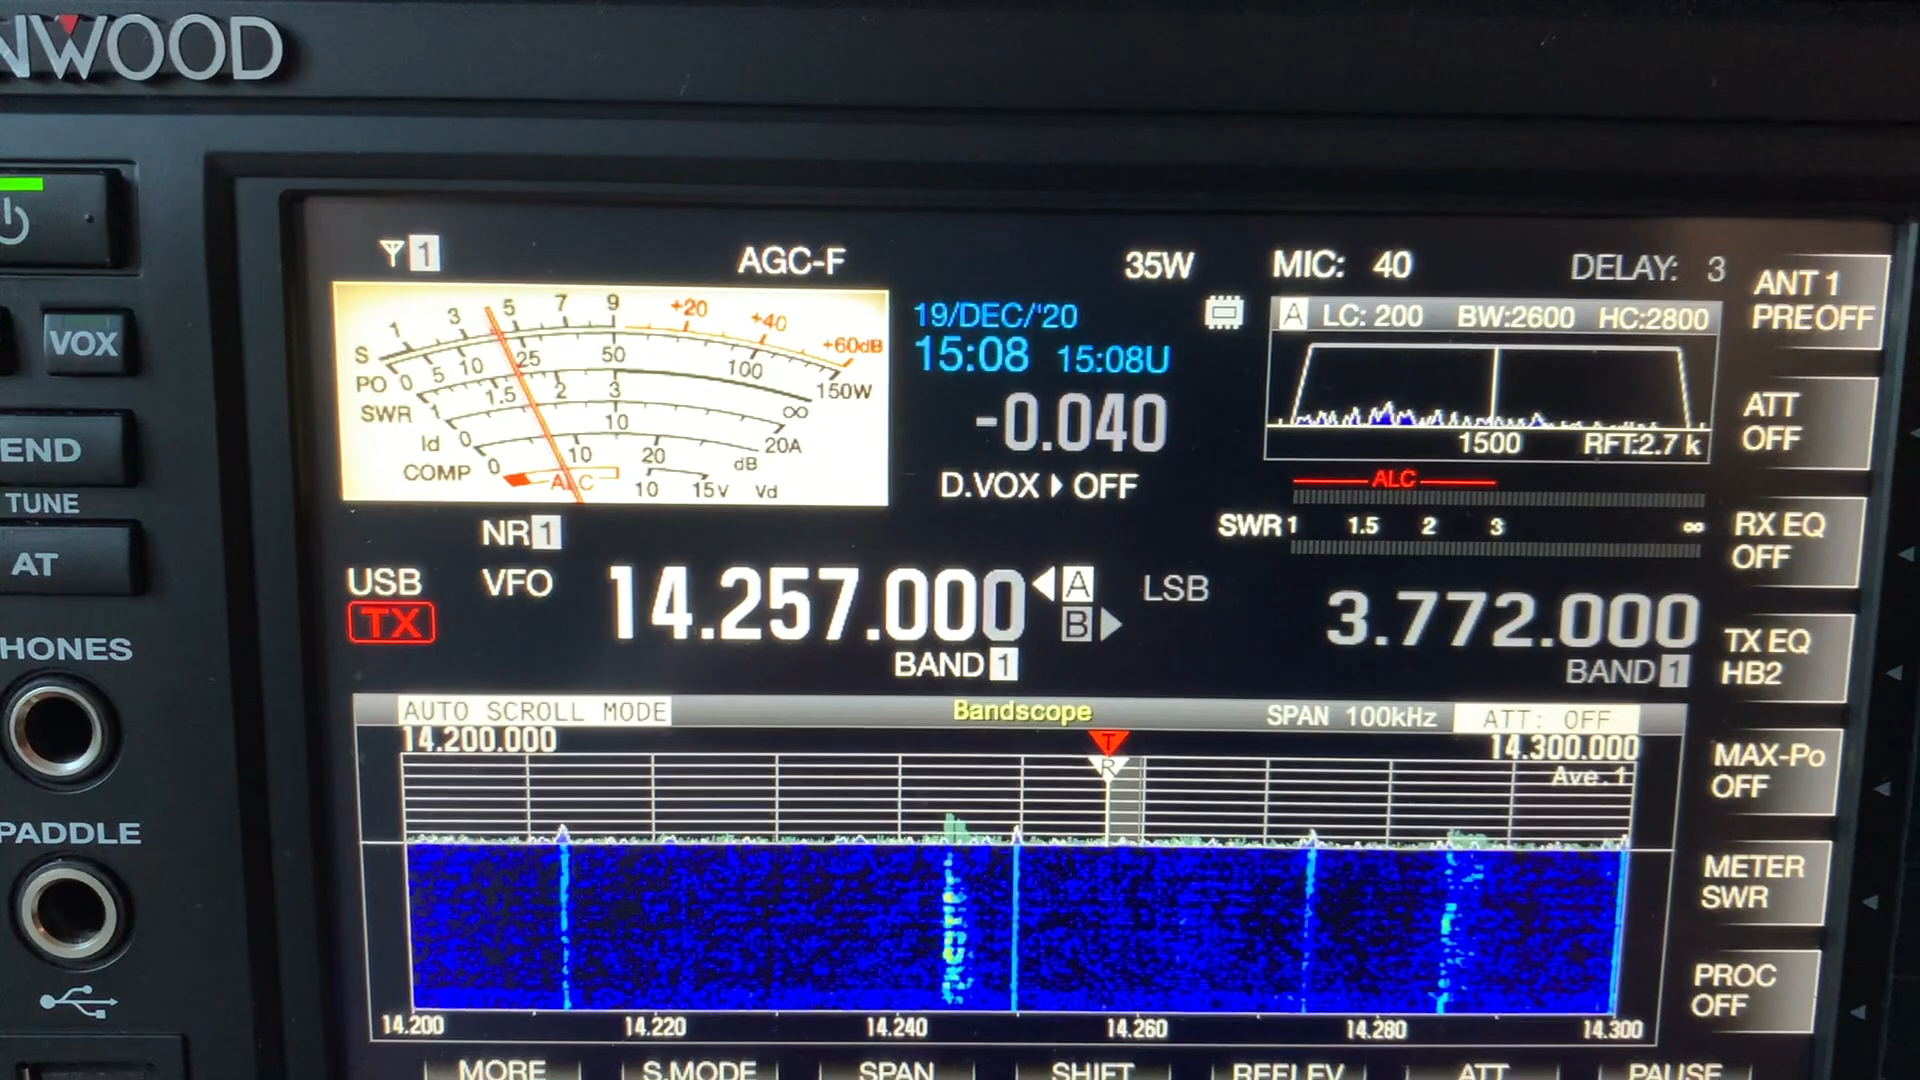 NWOOD
VOX
END
TUNE
AT
HONES
PADDLE
1
AGC-F
35W
MIC: 40
DELAY: 3
S 1 3 5 7 9 +20 +40 +60dB
PO 0 5 10 25 50 100 150W
SWR 1 1.5 2 3 ∞
Id 0 10 20A
COMP 0 10 20 dB
ALC 10 15V Vd
19/DEC/'20
15:08 15:08U
-0.040
D.VOX ▸ OFF
A LC: 200 BW:2600 HC:2800
1500 RFT:2.7 k
ALC
SWR 1 1.5 2 3 ∞
NR 1
USB
TX
VFO
14.257.000
A
B
BAND 1
LSB
3.772.000
BAND 1
AUTO SCROLL MODE
Bandscope
SPAN 100kHz
ATT: OFF
14.200.000
14.300.000
T
R
Ave.1
14.200 14.220 14.240 14.260 14.280 14.300
MORE S.MODE SPAN SHIFT REFLEV ATT PAUSE
ANT 1
PREOFF
ATT
OFF
RX EQ
OFF
TX EQ
HB2
MAX-Po
OFF
METER
SWR
PROC
OFF